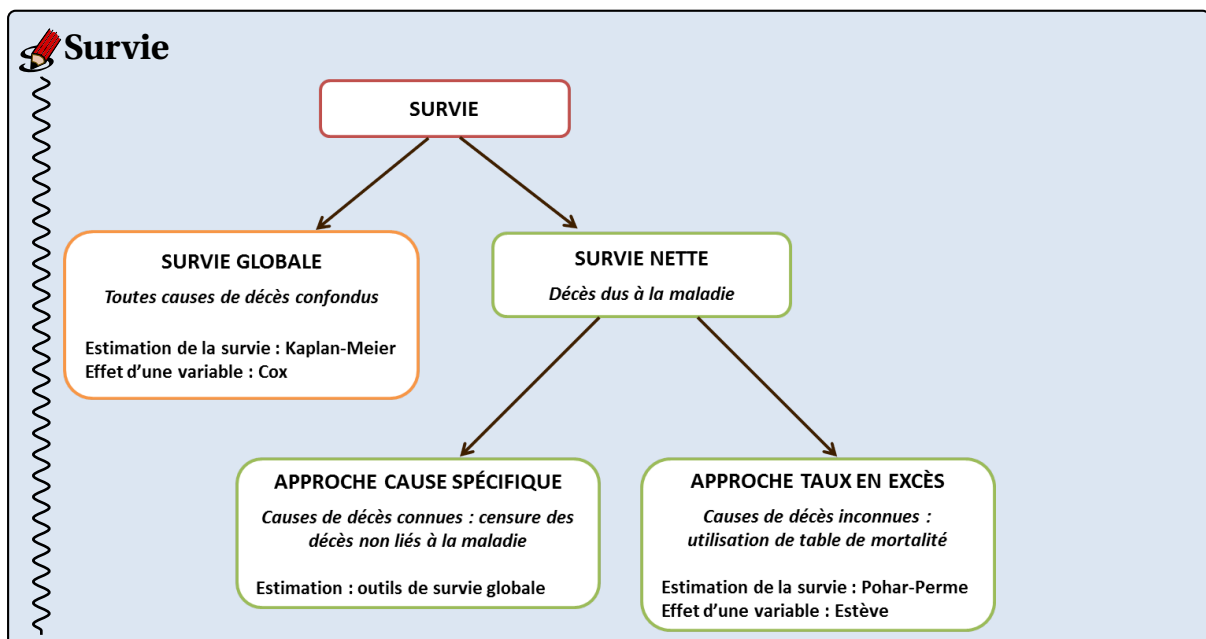 Survie
SURVIE
SURVIE GLOBALE
Toutes causes de décès confondus
Estimation de la survie : Kaplan-Meier
Effet d'une variable : Cox
SURVIE NETTE
Décès dus à la maladie
APPROCHE CAUSE SPÉCIFIQUE
Causes de décès connues : censure des
décès non liés à la maladie
Estimation : outils de survie globale
APPROCHE TAUX EN EXCÈS
Causes de décès inconnues :
utilisation de table de mortalité
Estimation de la survie : Pohar-Perme
Effet d'une variable : Estève